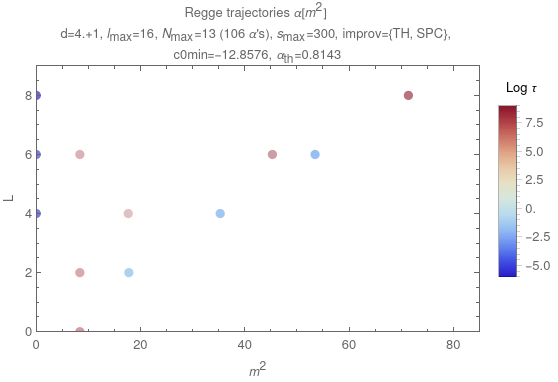 Regge trajectories α[m²]
d=4.+1, lmax=16, Nmax=13 (106 α's), smax=300, improv={TH, SPC},
c0min=−12.8576, αth=0.8143
Log τ
7.5
5.0
2.5
0.
−2.5
−5.0
L
8
6
4
2
0
0 20 40 60 80
m²